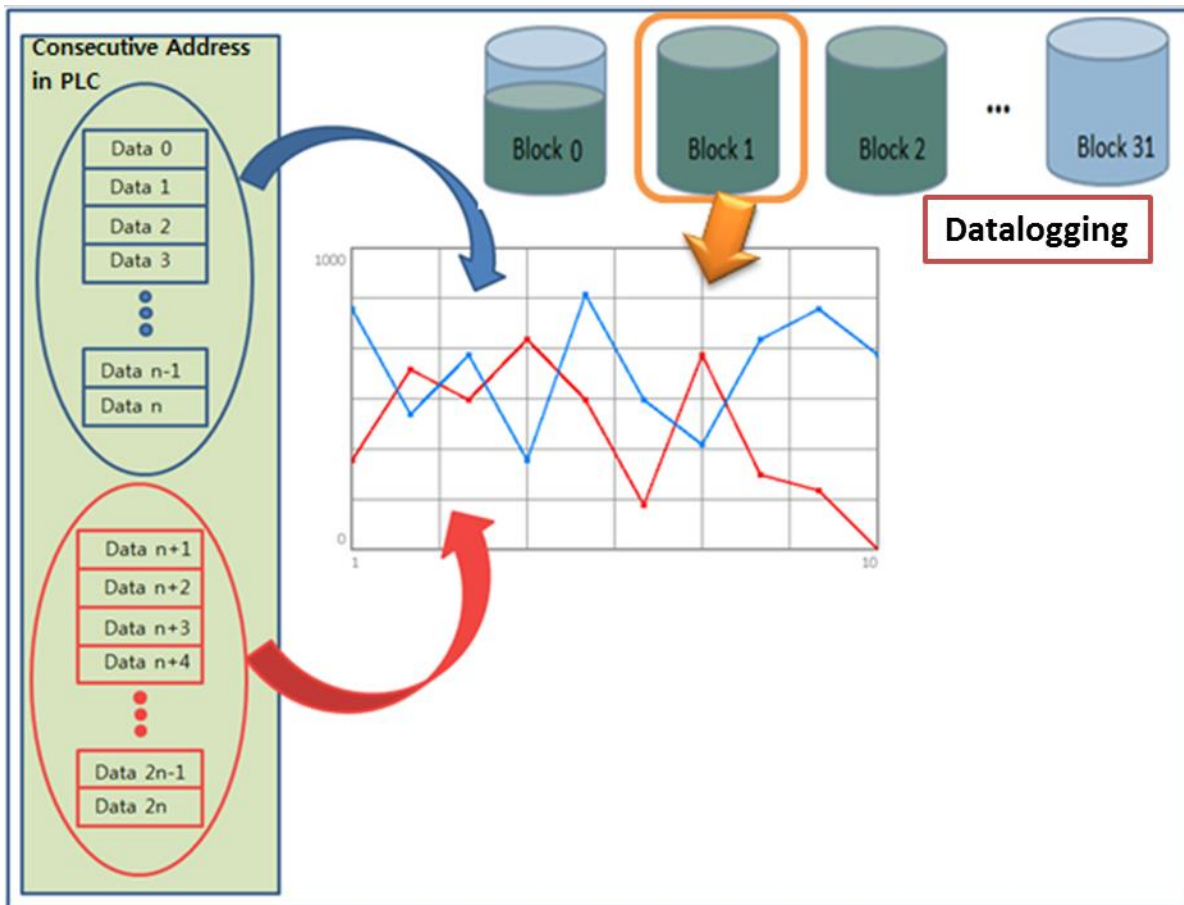 Consecutive Address
in PLC
Data 0
Data 1
Data 2
Data 3
Data n-1
Data n
Data n+1
Data n+2
Data n+3
Data n+4
Data 2n-1
Data 2n
Block 0
Block 1
Block 2
...
Block 31
Datalogging
1000
0
1
10